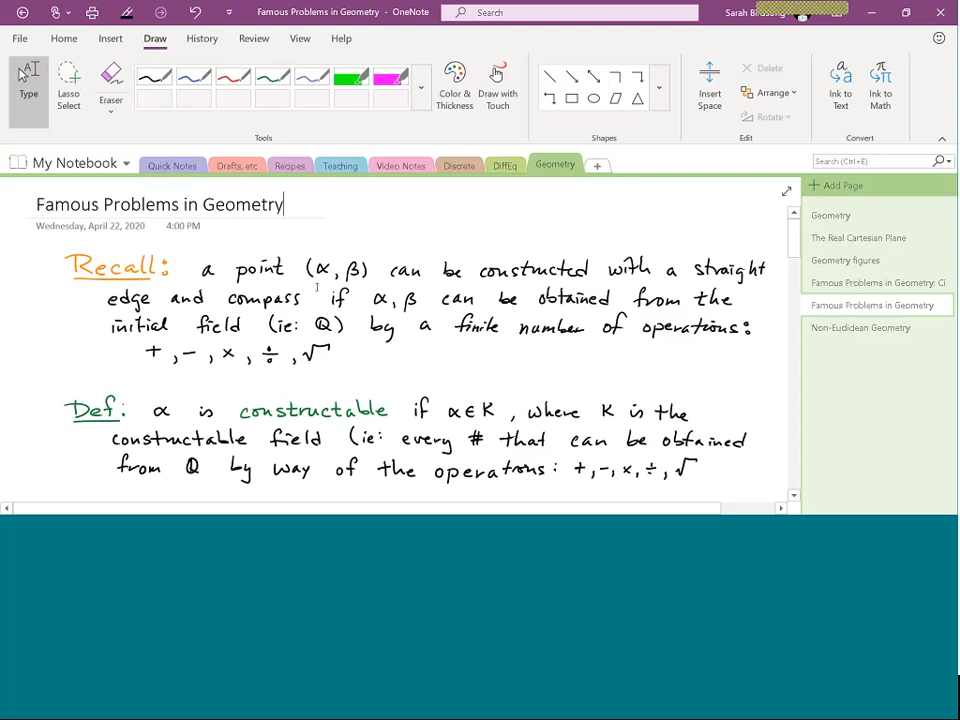 Famous Problems in Geometry - OneNote
Search
Sarah
File Home Insert Draw History Review View Help
Type
Lasso Select
Eraser
Color & Thickness
Draw with Touch
Insert Space
Delete
Arrange
Rotate
Ink to Text
Ink to Math
Tools
Shapes
Edit
Convert
My Notebook
Quick Notes
Drafts, etc
Recipes
Teaching
Video Notes
Discrete
DiffEq
Geometry
Search (Ctrl+E)
Famous Problems in Geometry
Wednesday, April 22, 2020 4:00 PM
Recall: a point (α, β) can be constructed with a straight
edge and compass if α, β can be obtained from the
initial field (ie: Q) by a finite number of operations:
+, -, ×, ÷, √
Def: α is constructable if α ∈ K, where K is the
constructable field (ie: every # that can be obtained
from Q by way of the operations: +, -, ×, ÷, √
Add Page
Geometry
The Real Cartesian Plane
Geometry figures
Famous Problems in Geometry: Ci
Famous Problems in Geometry
Non-Euclidean Geometry